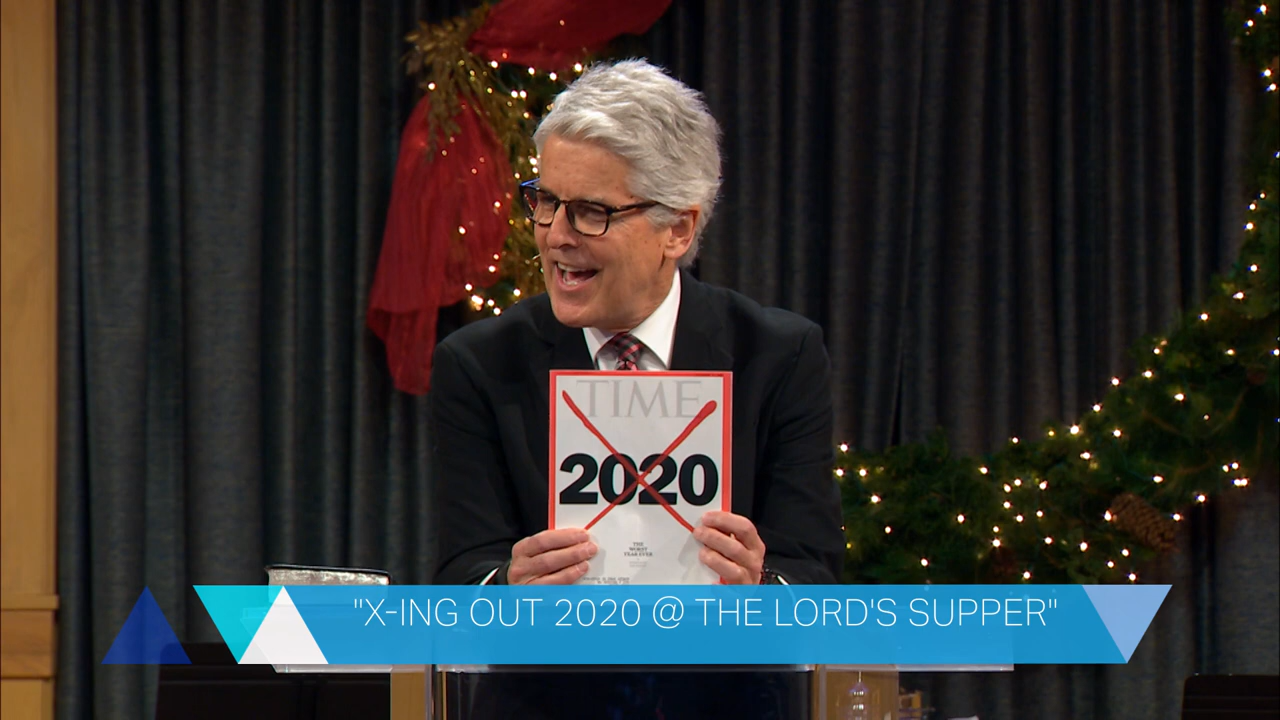 TIME
2020
THE
WORST
YEAR EVER
"X-ING OUT 2020 @ THE LORD'S SUPPER"